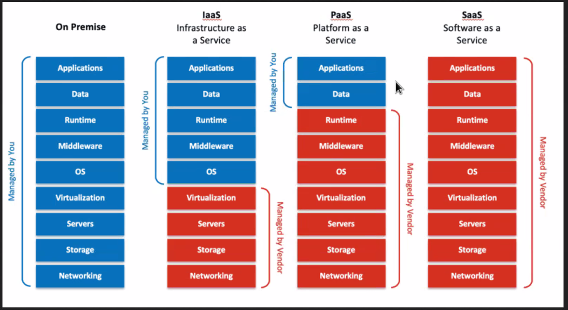 On Premise
Managed by You
Applications
Data
Runtime
Middleware
OS
Virtualization
Servers
Storage
Networking
IaaS
Infrastructure as
a Service
Managed by You
Applications
Data
Runtime
Middleware
OS
Virtualization
Servers
Storage
Networking
Managed by Vendor
PaaS
Platform as a
Service
Managed by You
Applications
Data
Runtime
Middleware
OS
Virtualization
Servers
Storage
Networking
Managed by Vendor
SaaS
Software as a
Service
Applications
Data
Runtime
Middleware
OS
Virtualization
Servers
Storage
Networking
Managed by Vendor